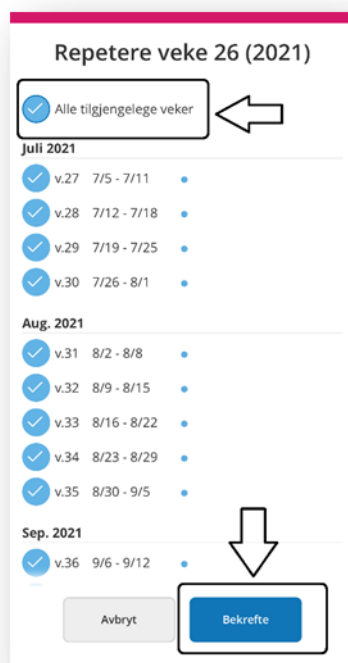 Repetere veke 26 (2021)
Alle tilgjengelege veker
Juli 2021
v.27 7/5 - 7/11
v.28 7/12 - 7/18
v.29 7/19 - 7/25
v.30 7/26 - 8/1
Aug. 2021
v.31 8/2 - 8/8
v.32 8/9 - 8/15
v.33 8/16 - 8/22
v.34 8/23 - 8/29
v.35 8/30 - 9/5
Sep. 2021
v.36 9/6 - 9/12
Avbryt Bekrefte